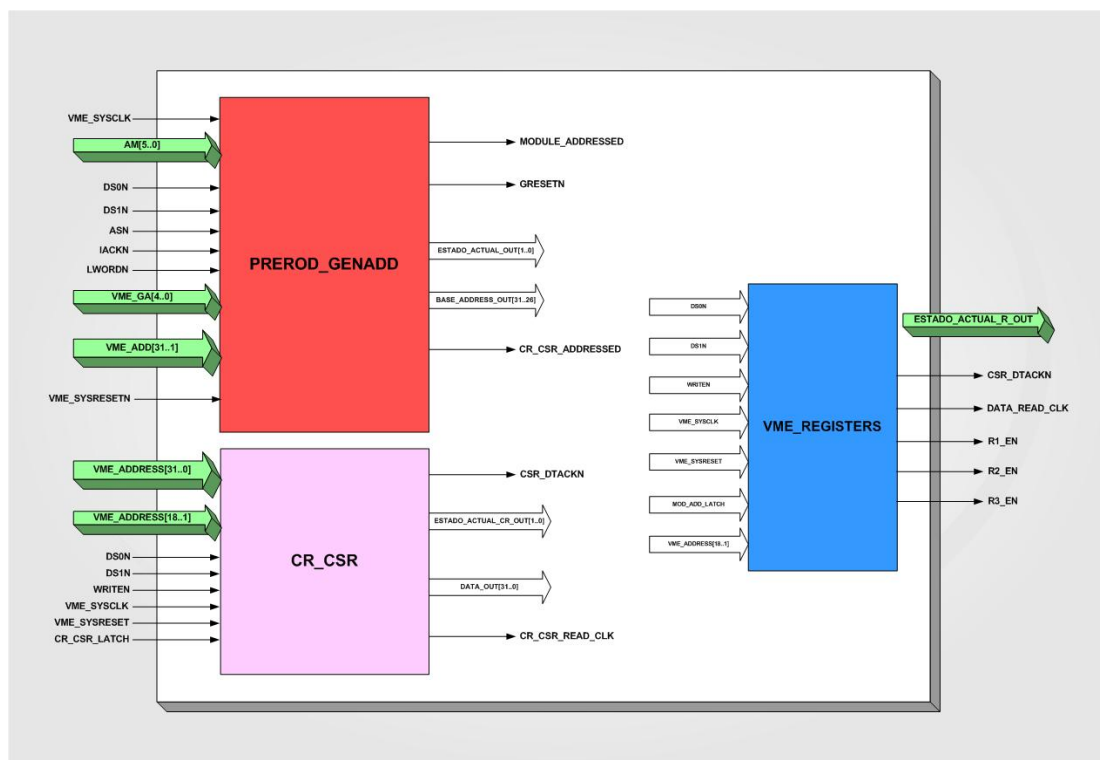 VME_SYSCLK
AM[5..0]
DS0N
DS1N
ASN
IACKN
LWORDN
VME_GA[4..0]
VME_ADD[31..1]
VME_SYSRESETN
PREROD_GENADD
MODULE_ADDRESSED
GRESETN
ESTADO_ACTUAL_OUT[1..0]
BASE_ADDRESS_OUT[31..26]
CR_CSR_ADDRESSED
VME_ADDRESS[31..0]
VME_ADDRESS[18..1]
DS0N
DS1N
WRITEN
VME_SYSCLK
VME_SYSRESET
CR_CSR_LATCH
CR_CSR
CSR_DTACKN
ESTADO_ACTUAL_CR_OUT[1..0]
DATA_OUT[31..0]
CR_CSR_READ_CLK
DS0N
DS1N
WRITEN
VME_SYSCLK
VME_SYSRESET
MOD_ADD_LATCH
VME_ADDRESS[18..1]
VME_REGISTERS
ESTADO_ACTUAL_R_OUT
CSR_DTACKN
DATA_READ_CLK
R1_EN
R2_EN
R3_EN